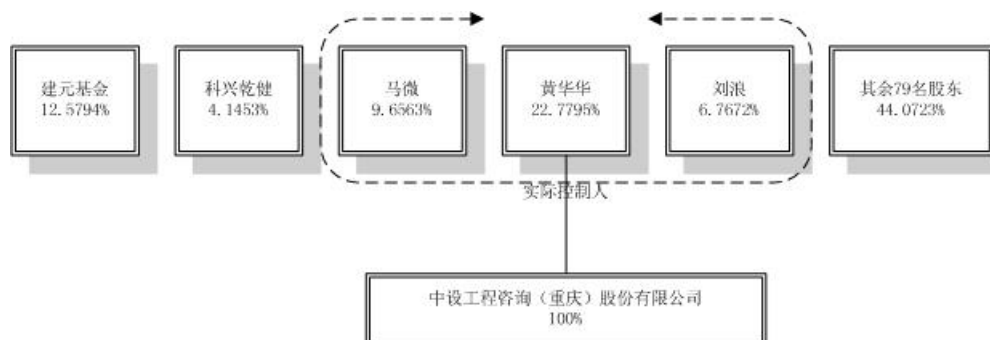 建元基金
12.5794%
科兴乾健
4.1453%
马微
9.6563%
黄华华
22.7795%
刘浪
6.7672%
其余79名股东
44.0723%
实际控制人
中设工程咨询（重庆）股份有限公司
100%